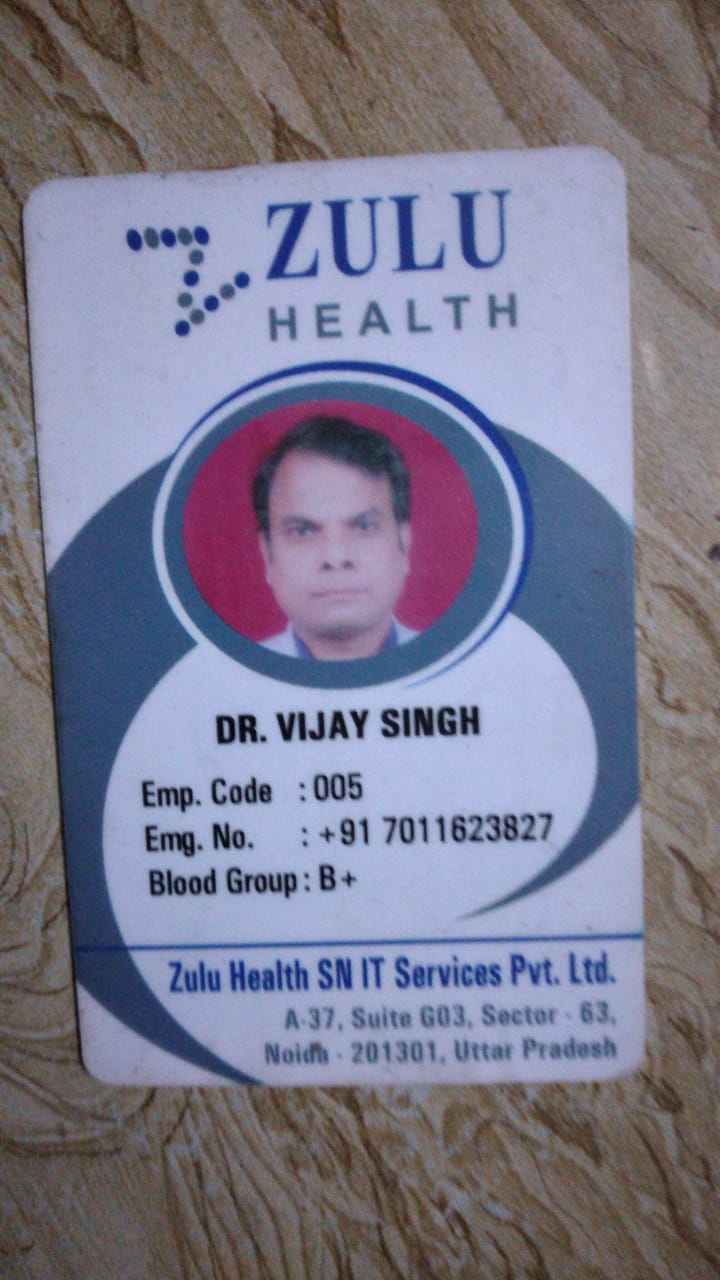 ZULU
HEALTH
DR. VIJAY SINGH
Emp. Code : 005
Emg. No. : +91 7011623827
Blood Group : B+
Zulu Health SN IT Services Pvt. Ltd.
A-37, Suite G03, Sector - 63,
Noida - 201301, Uttar Pradesh